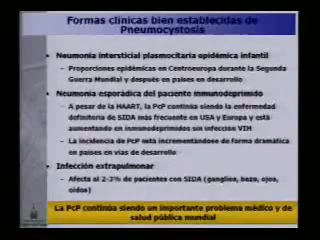 Formas clínicas bien establecidas de
Pneumocystosis
• Neumonía intersticial plasmocitaria epidémica infantil
– Proporciones epidémicas en Centroeuropa durante la Segunda
Guerra Mundial y después en países en desarrollo
• Neumonía esporádica del paciente inmunodeprimido
– A pesar de la HAART, la PcP continúa siendo la enfermedad
definitoria de SIDA más frecuente en USA y Europa y está
aumentando en inmunodeprimidos sin infección VIH
– La incidencia de PcP está incrementándose de forma dramática
en países en vías de desarrollo
• Infección extrapulmonar
– Afecta al 2-3% de pacientes con SIDA (ganglios, bazo, ojos,
oídos)
La PcP continúa siendo un importante problema médico y de
salud pública mundial